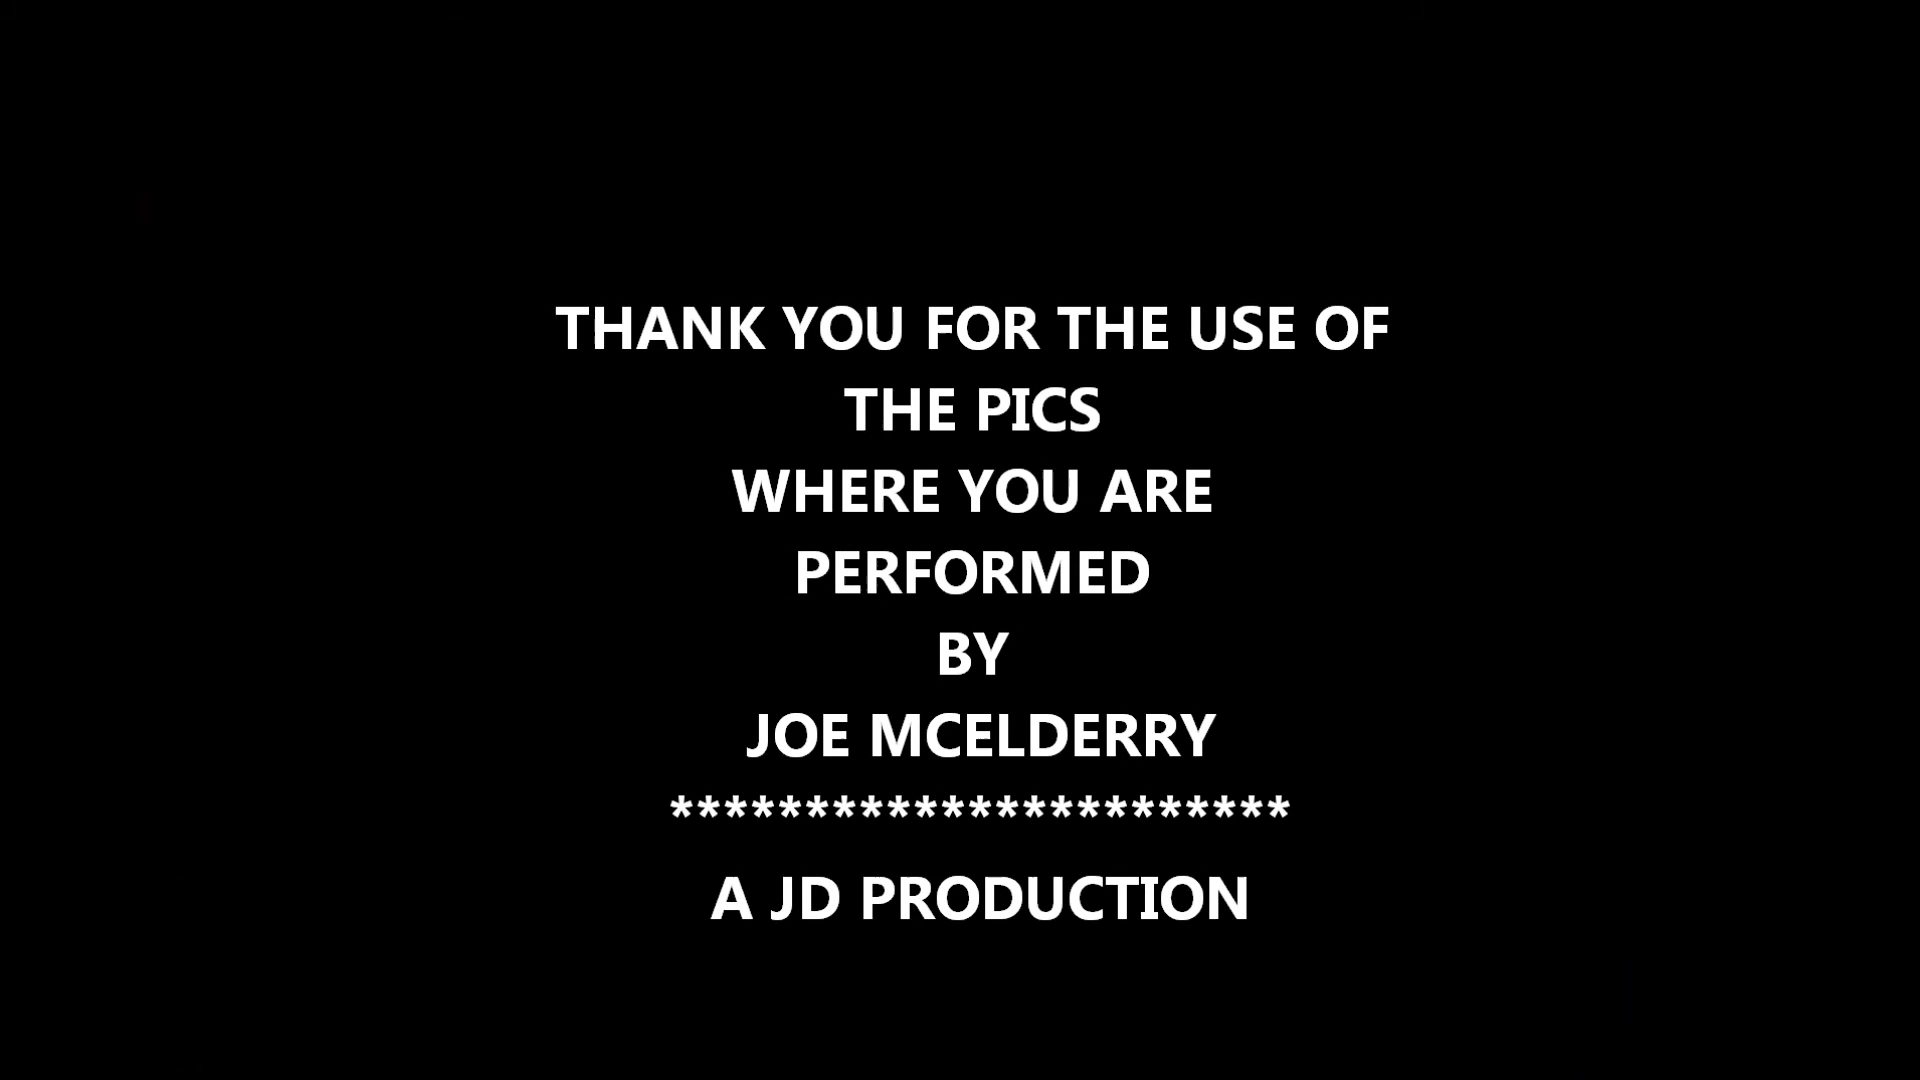 THANK YOU FOR THE USE OF
THE PICS
WHERE YOU ARE
PERFORMED
BY
JOE MCELDERRY
***********************
A JD PRODUCTION